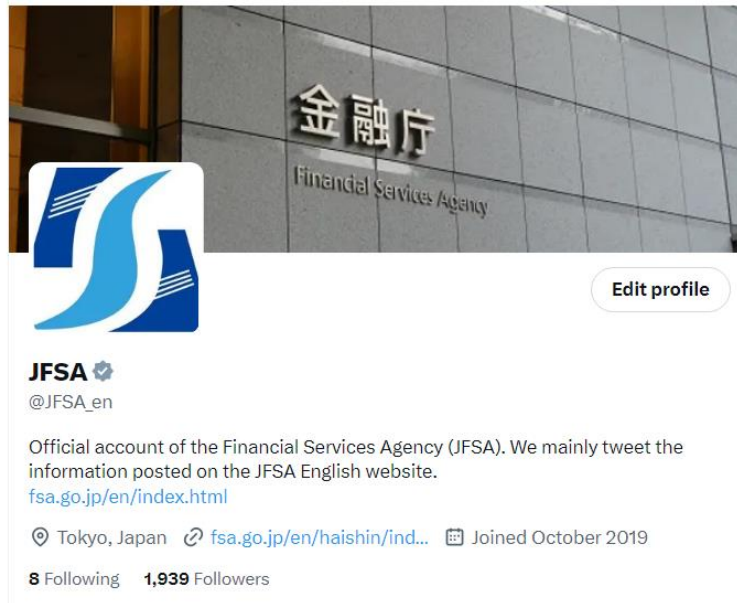 金融庁
Financial Services Agency
Edit profile
JFSA
@JFSA_en
Official account of the Financial Services Agency (JFSA). We mainly tweet the
information posted on the JFSA English website.
fsa.go.jp/en/index.html
Tokyo, Japan fsa.go.jp/en/haishin/ind... Joined October 2019
8 Following 1,939 Followers